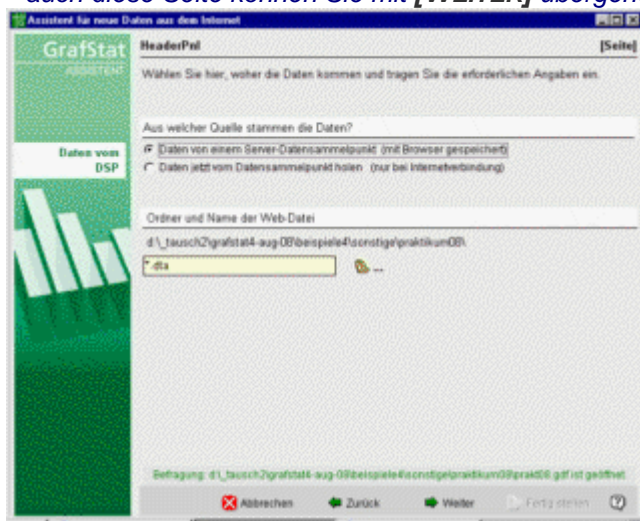 auch diese Seite können Sie mit [WEITER] übergehen
Assistent für neue Daten aus dem Internet
GrafStat
ASSISTENT
HeaderPnl
[Seite]
Wählen Sie hier, woher die Daten kommen und tragen Sie die erforderlichen Angaben ein.
Aus welcher Quelle stammen die Daten?
Daten vom
DSP
Daten von einem Server-Datensammelpunkt (mit Browser gespeichert)
Daten jetzt vom Datensammelpunkt holen (nur bei Internetverbindung)
Ordner und Name der Web-Datei
d:\_tausch2\grafstat4-aug-08\beispiele4\sonstige\praktikum08\
*.dta
...
Befragung: d:\_tausch2\grafstat4-aug-08\beispiele4\sonstige\praktikum08\prakt08.gdf ist geöffnet.
Abbrechen
Zurück
Weiter
Fertig stellen